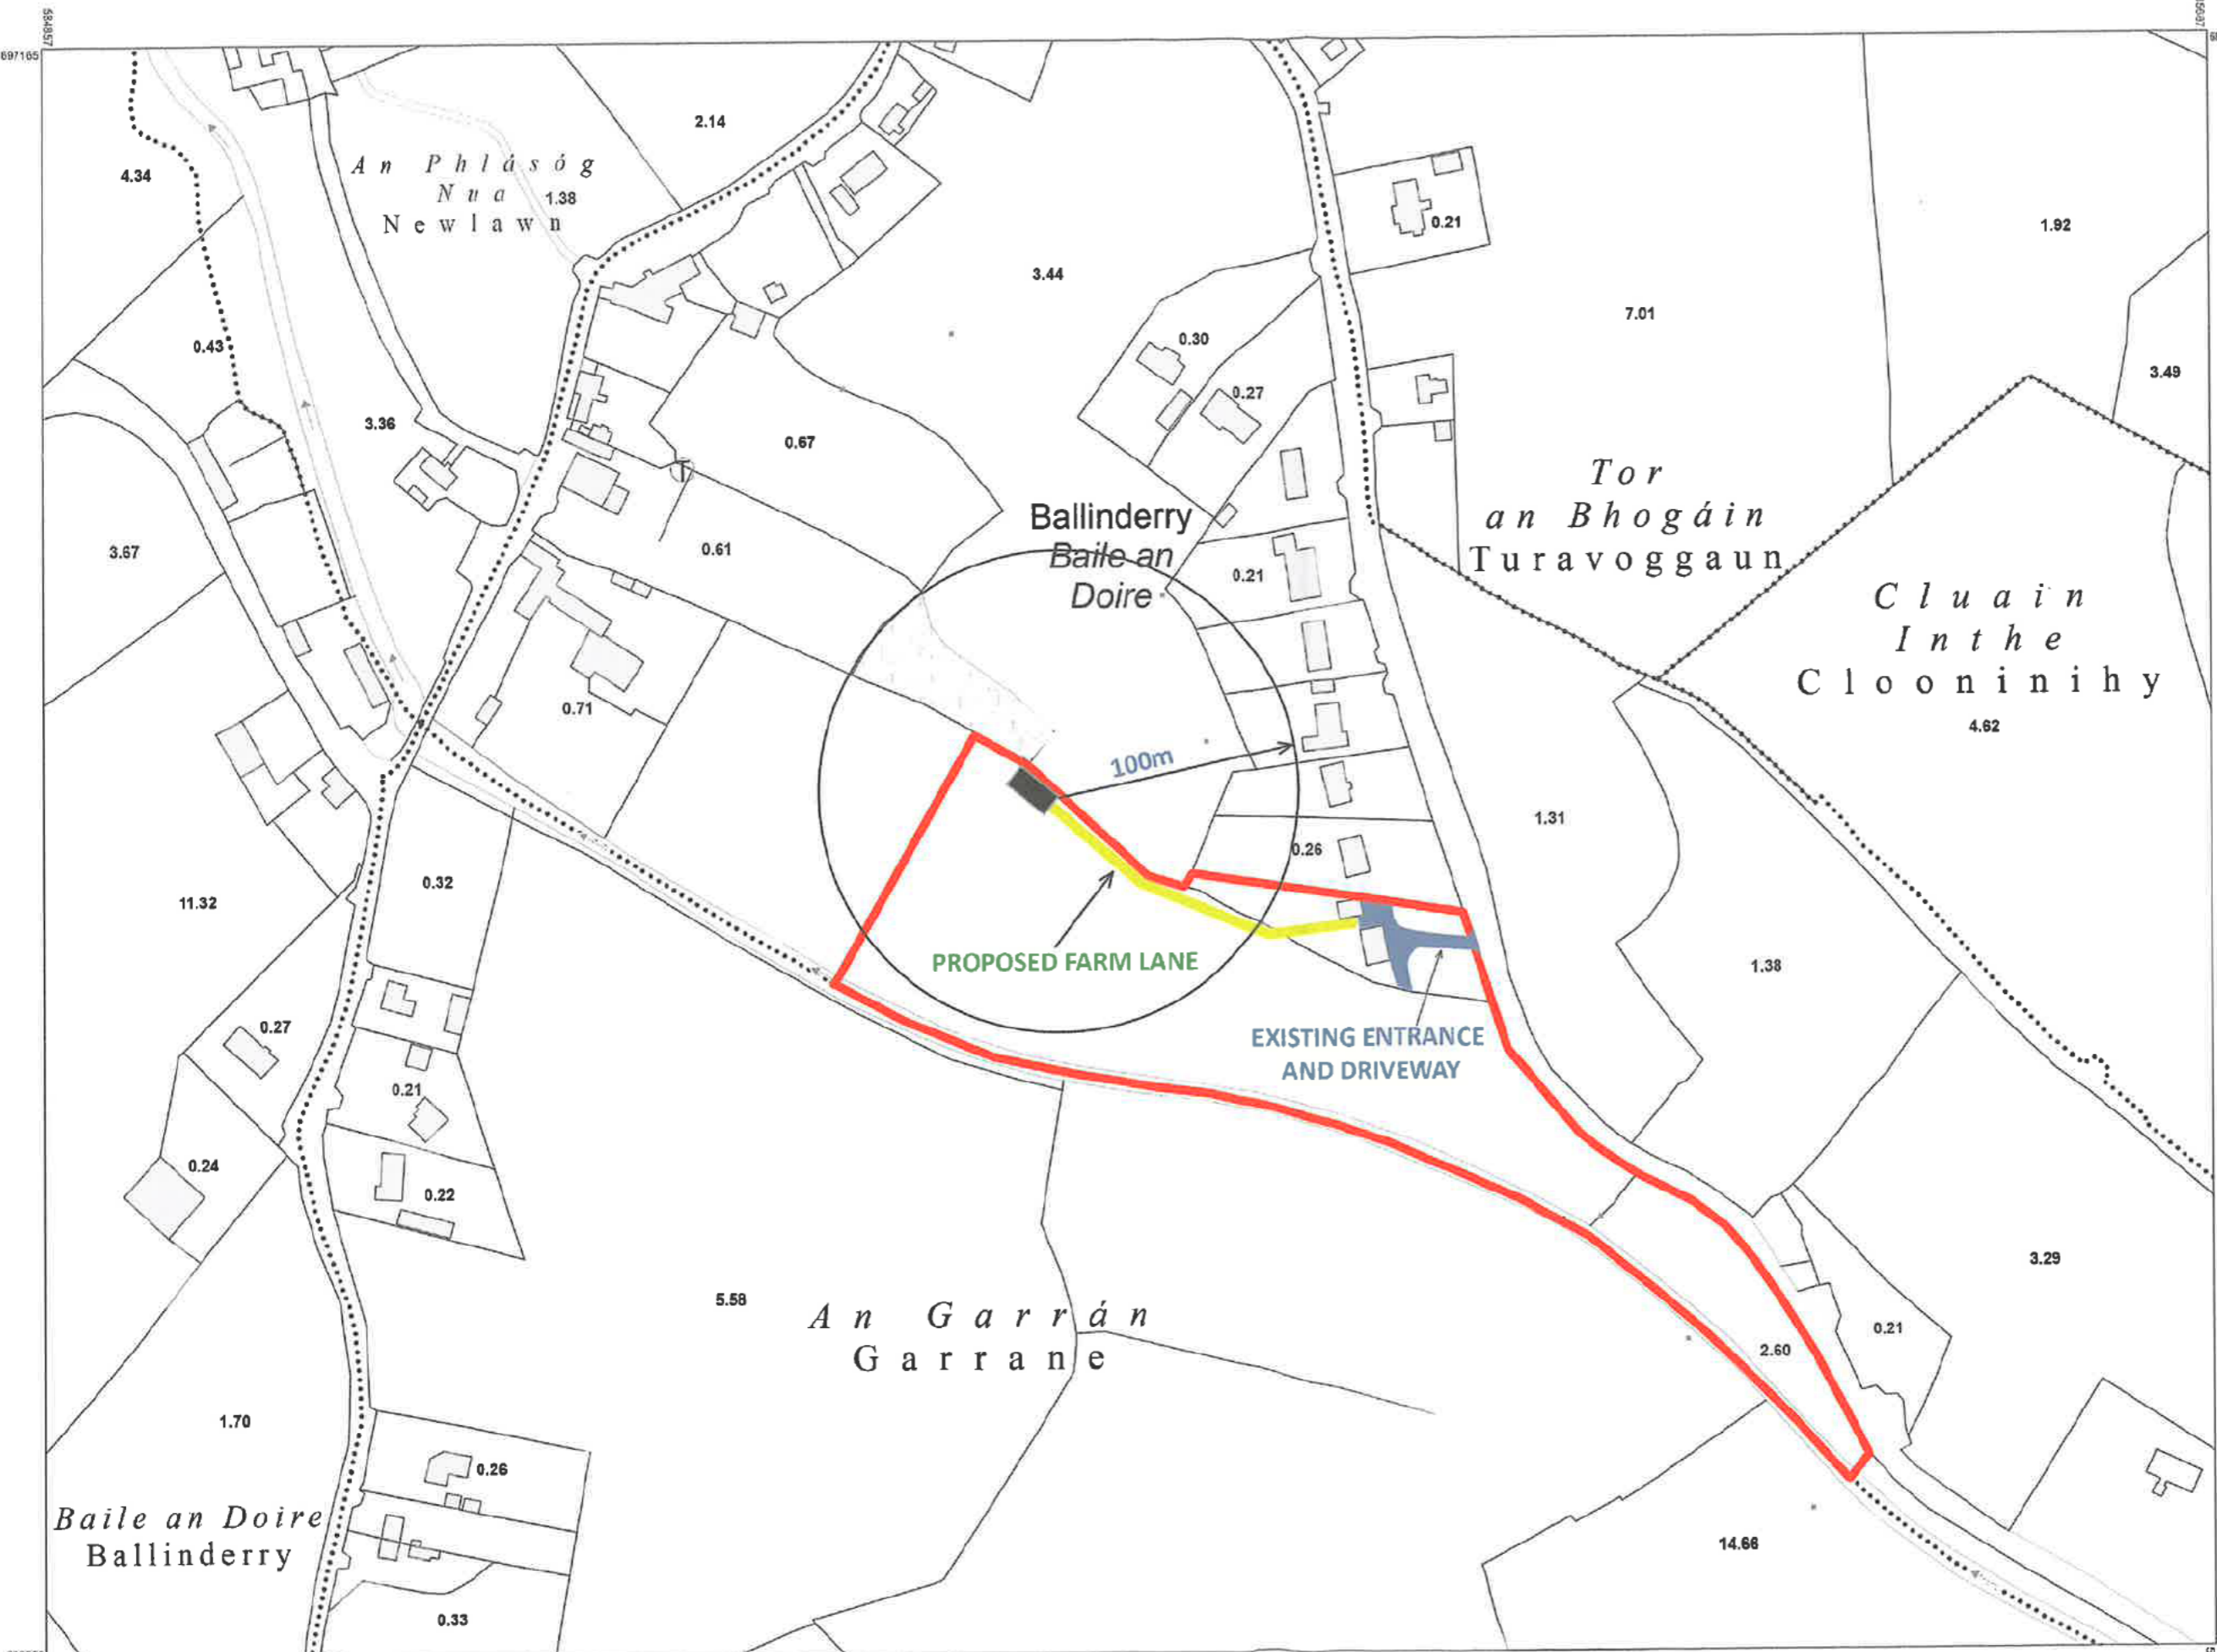 584857
697165
2.14
4.34
An Phlásóg
Nua
1.38
Newlawn
0.21
1.92
3.44
7.01
0.30
0.43
3.49
0.27
3.36
0.67
Tor
an Bhogáin
Turavoggaun
Ballinderry
Baile an
Doire
3.67
0.61
0.21
Cluain
Inthe
Clooninihy
0.71
4.62
100m
1.31
0.26
0.32
11.32
PROPOSED FARM LANE
1.38
0.27
EXISTING ENTRANCE
AND DRIVEWAY
0.21
0.24
0.22
3.29
5.58
An Garrán
Garrane
0.21
2.60
1.70
0.26
Baile an Doire
Ballinderry
14.66
0.33